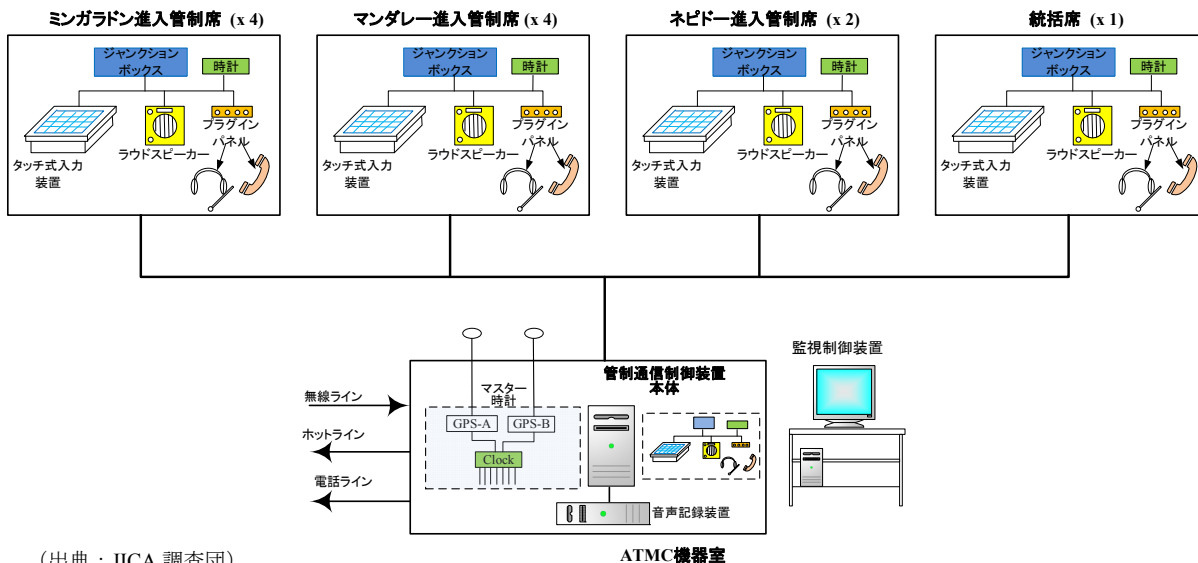 ミンガラドン進入管制席 (x 4)
ジャンクション
ボックス
時計
タッチ式入力
装置
ラウドスピーカー
プラグイン
パネル
マンダレー進入管制席 (x 4)
ジャンクション
ボックス
時計
タッチ式入力
装置
ラウドスピーカー
プラグイン
パネル
ネピドー進入管制席 (x 2)
ジャンクション
ボックス
時計
タッチ式入力
装置
ラウドスピーカー
プラグイン
パネル
統括席 (x 1)
ジャンクション
ボックス
時計
タッチ式入力
装置
ラウドスピーカー
プラグイン
パネル
無線ライン
ホットライン
電話ライン
マスター
時計
GPS-A
GPS-B
Clock
管制通信制御装置
本体
音声記録装置
監視制御装置
ATMC機器室
(出典:JICA 調査団)